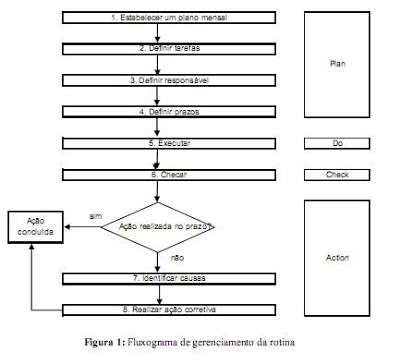 1. Estabelecer um plano mensal
2. Definir tarefas
3. Definir responsável
Plan
4. Definir prazos
5. Executar
Do
6. Checar
Check
Ação
concluída
sim
Ação realizada no prazo?
não
Action
7. Identificar causas
8. Realizar ação corretiva
Figura 1: Fluxograma de gerenciamento da rotina